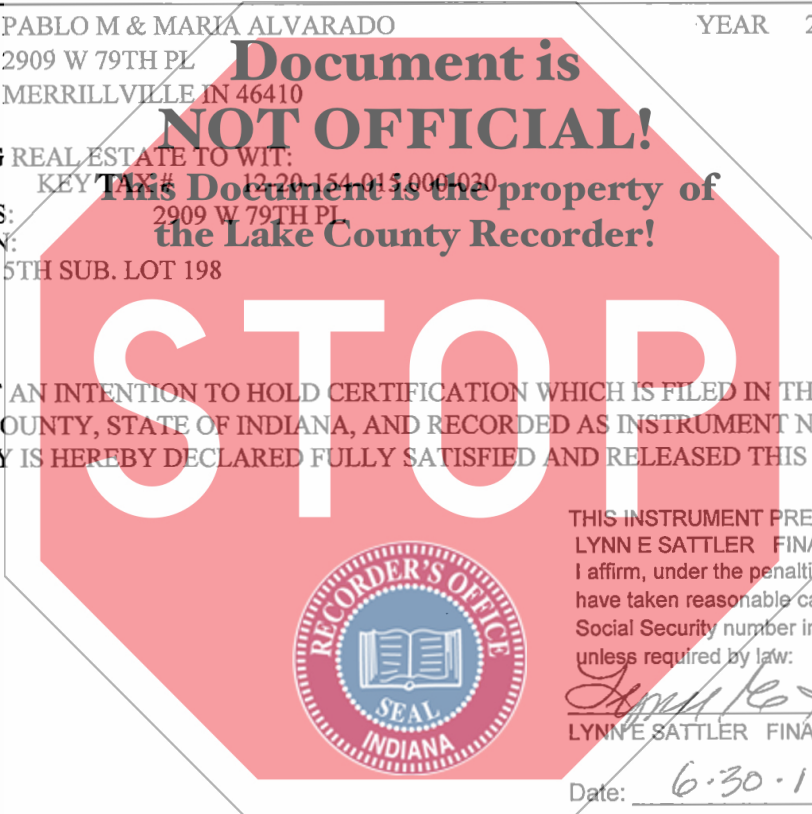 PABLO M & MARIA ALVARADO YEAR 2
2909 W 79TH PL
MERRILLVILLE IN 46410
Document is
NOT OFFICIAL!
This Document is the property of
the Lake County Recorder!
REAL ESTATE TO WIT:
KEY TAX # 12-20-154-015.000-030
S: 2909 W 79TH PL
N:
5TH SUB. LOT 198
STOP
AN INTENTION TO HOLD CERTIFICATION WHICH IS FILED IN TH
OUNTY, STATE OF INDIANA, AND RECORDED AS INSTRUMENT N
Y IS HEREBY DECLARED FULLY SATISFIED AND RELEASED THIS
THIS INSTRUMENT PRE
LYNN E SATTLER FINA
I affirm, under the penalti
have taken reasonable ca
Social Security number in
unless required by law:
LYNN E SATTLER FINA
Date: 6-30-1
RECORDER'S OFFICE
SEAL
INDIANA